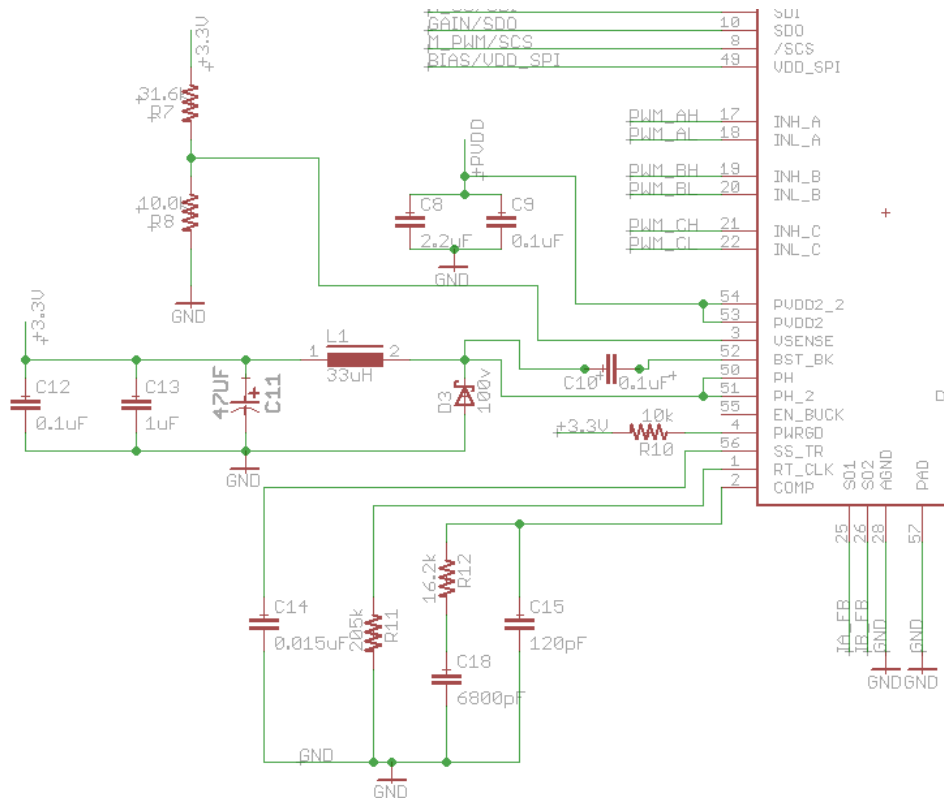 SDI
GAIN/SDO 10 SDO
M_PWM/SCS 8 /SCS
BIAS/VDD_SPI 49 VDD_SPI
+3.3V
31.6k
R7
10.0k
R8
GND
PWM_AH 17 INH_A
PWM_AL 18 INL_A
PWM_BH 19 INH_B
PWM_BL 20 INL_B
PWM_CH 21 INH_C
PWM_CL 22 INL_C
+PVDD
C8
2.2uF
C9
0.1uF
GND
54 PVDD2_2
53 PVDD2
3 VSENSE
52 BST_BK
50 PH
51 PH_2
55 EN_BUCK
4 PWRGD
56 SS_TR
1 RT_CLK
2 COMP
+3.3V
L1
1 2
33uH
C10 0.1uF
C12
0.1uF
C13
1uF
47UF
C11
D3
100v
GND
10k
+3.3V
R10
SO1
SO2
AGND
PAD
25
26
28
57
IA_FB
IB_FB
GND
GND
GND
GND
C14
0.015uF
205k
R11
16.2k
R12
C18
6800pF
C15
120pF
GND
GND